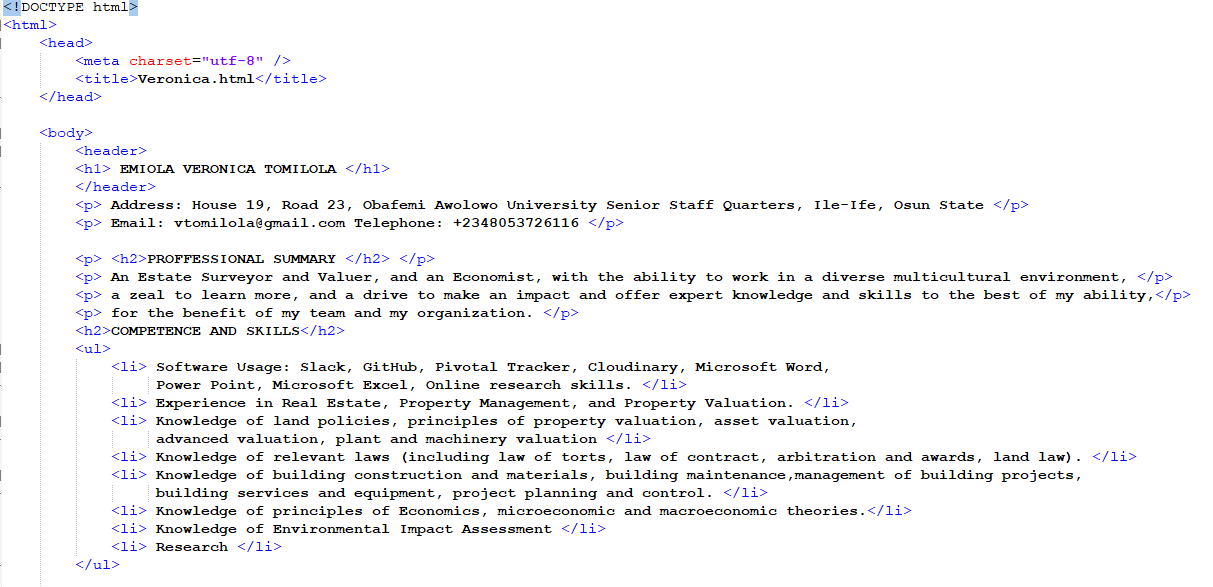 <!DOCTYPE html>
<html>
<head>
<meta charset="utf-8" />
<title>Veronica.html</title>
</head>
<body>
<header>
<h1> EMIOLA VERONICA TOMILOLA </h1>
</header>
<p> Address: House 19, Road 23, Obafemi Awolowo University Senior Staff Quarters, Ile-Ife, Osun State </p>
<p> Email: vtomilola@gmail.com Telephone: +2348053726116 </p>
<p> <h2>PROFFESSIONAL SUMMARY </h2> </p>
<p> An Estate Surveyor and Valuer, and an Economist, with the ability to work in a diverse multicultural environment, </p>
<p> a zeal to learn more, and a drive to make an impact and offer expert knowledge and skills to the best of my ability,</p>
<p> for the benefit of my team and my organization. </p>
<h2>COMPETENCE AND SKILLS</h2>
<ul>
<li> Software Usage: Slack, GitHub, Pivotal Tracker, Cloudinary, Microsoft Word,
Power Point, Microsoft Excel, Online research skills. </li>
<li> Experience in Real Estate, Property Management, and Property Valuation. </li>
<li> Knowledge of land policies, principles of property valuation, asset valuation,
advanced valuation, plant and machinery valuation </li>
<li> Knowledge of relevant laws (including law of torts, law of contract, arbitration and awards, land law). </li>
<li> Knowledge of building construction and materials, building maintenance,management of building projects,
building services and equipment, project planning and control. </li>
<li> Knowledge of principles of Economics, microeconomic and macroeconomic theories.</li>
<li> Knowledge of Environmental Impact Assessment </li>
<li> Research </li>
</ul>